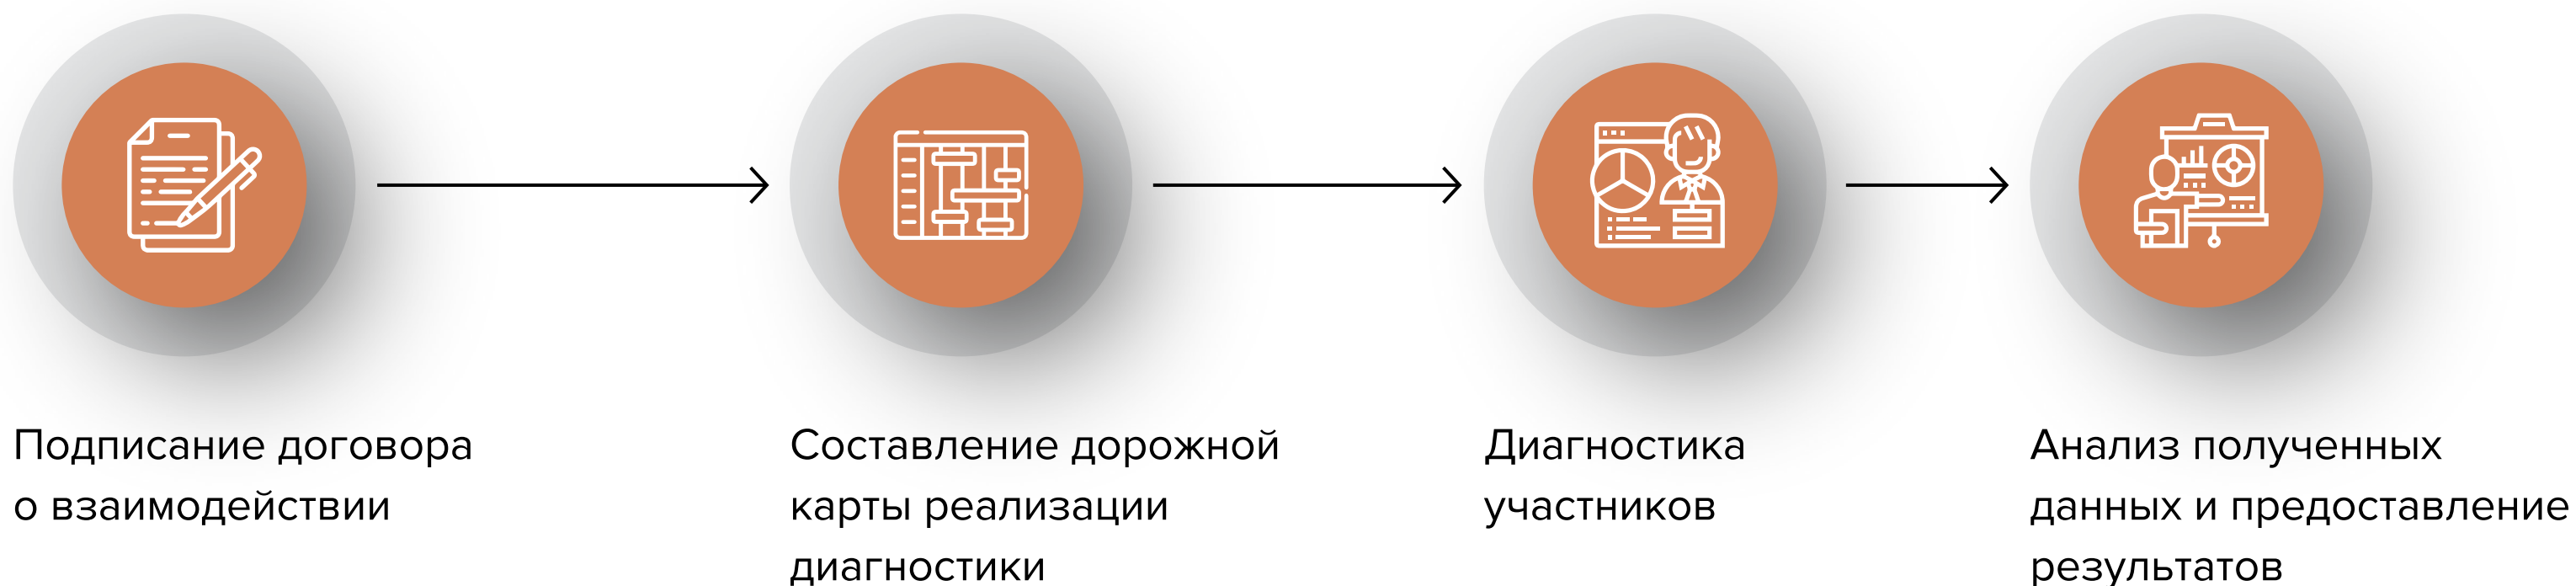 Подписание договора
о взаимодействии
Составление дорожной
карты реализации
диагностики
Диагностика
участников
Анализ полученных
данных и предоставление
результатов